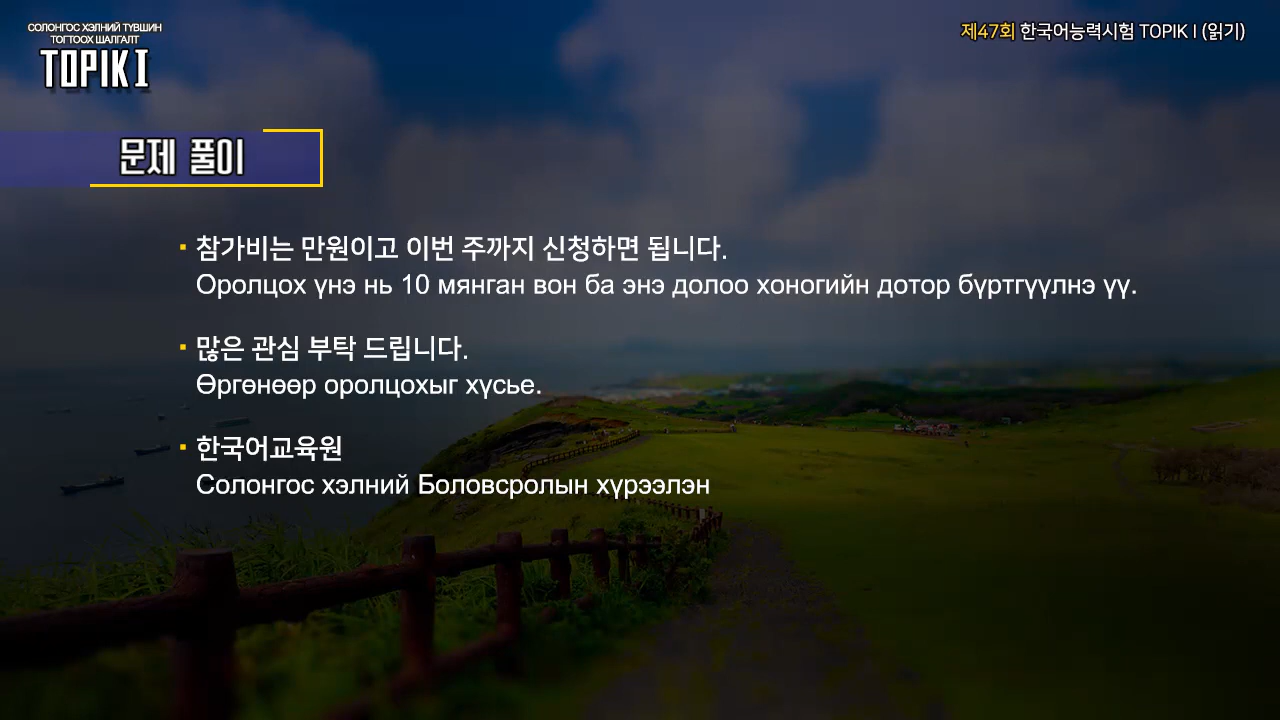 СОЛОНГОС ХЭЛНИЙ ТҮВШИН
ТОГТООХ ШАЛГАЛТ
TOPIK I
제47회 한국어능력시험 TOPIK I (읽기)
문제 풀이
참가비는 만원이고 이번 주까지 신청하면 됩니다.
Оролцох үнэ нь 10 мянган вон ба энэ долоо хоногийн дотор бүртгүүлнэ үү.
많은 관심 부탁 드립니다.
Өргөнөөр оролцохыг хүсье.
한국어교육원
Солонгос хэлний Боловсролын хүрээлэн